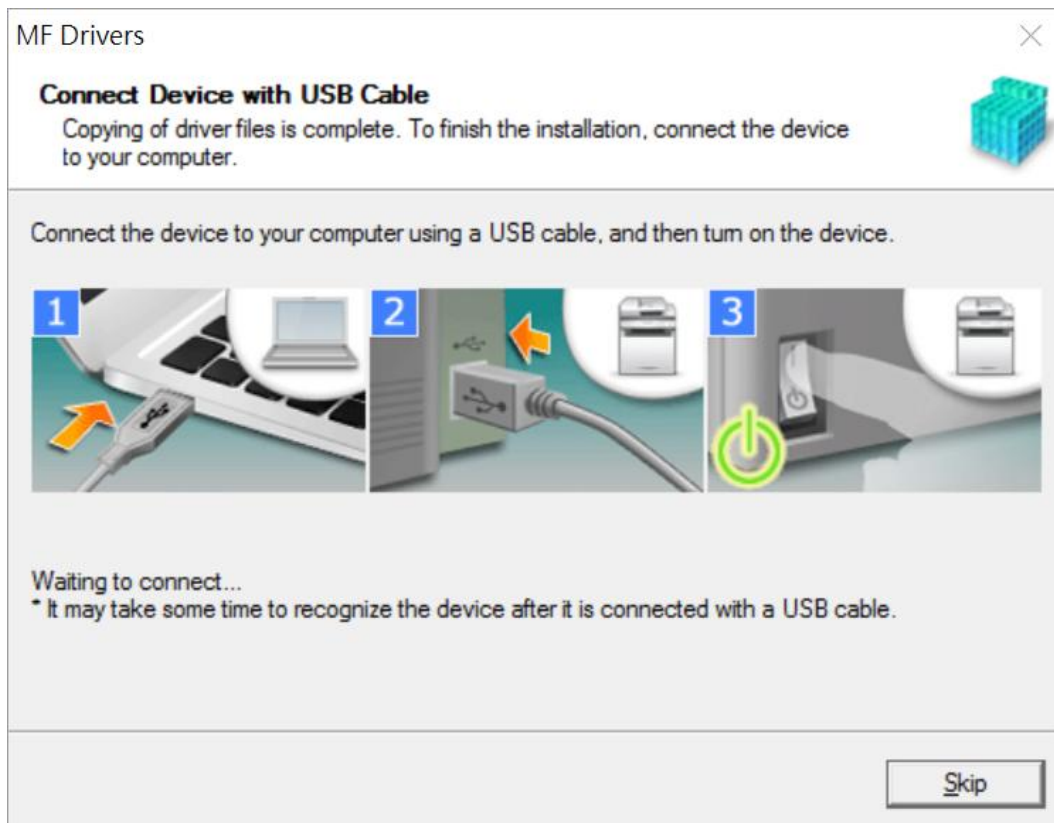 MF Drivers
Connect Device with USB Cable
Copying of driver files is complete. To finish the installation, connect the device
to your computer.
Connect the device to your computer using a USB cable, and then turn on the device.
1
2
3
Waiting to connect...
* It may take some time to recognize the device after it is connected with a USB cable.
Skip